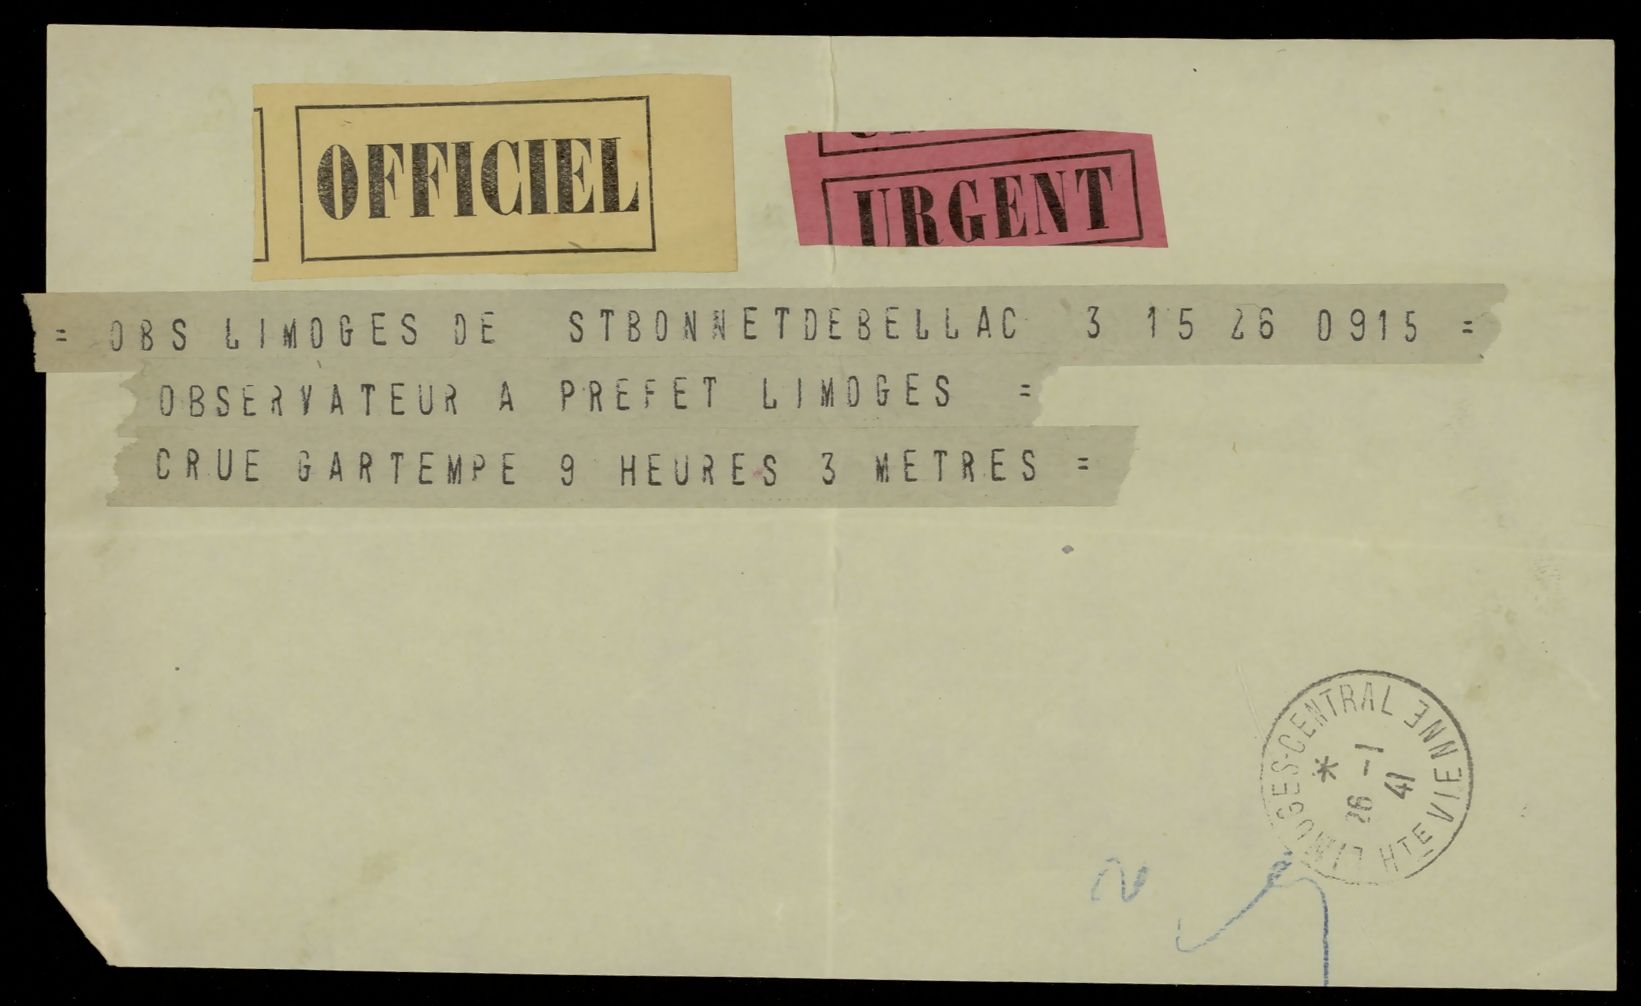 OFFICIEL
URGENT
= OBS LIMOGES DE STBONNETDEBELLAC 3 15 26 0915 =
OBSERVATEUR A PREFET LIMOGES =
CRUE GARTEMPE 9 HEURES 3 METRES =
LIMOGES-CENTRAL
HTE VIENNE
*
26 -1
41